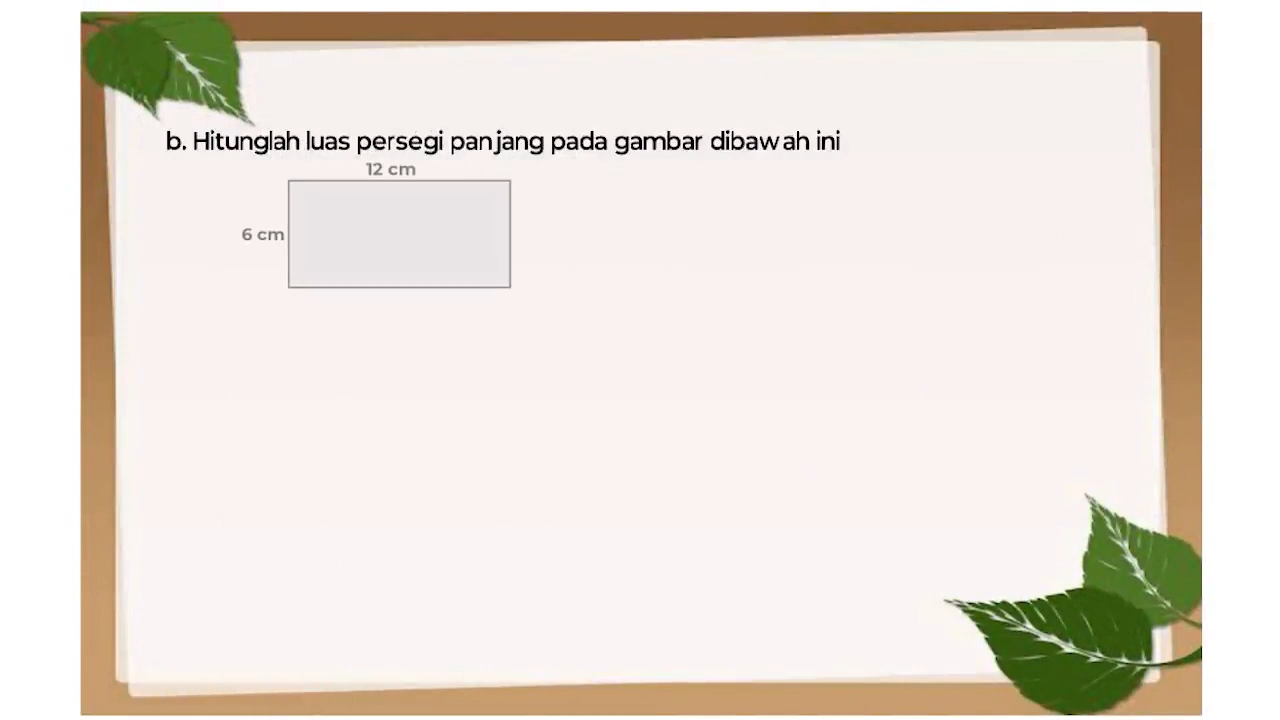 b. Hitunglah luas persegi panjang pada gambar dibawah ini
12 cm
6 cm